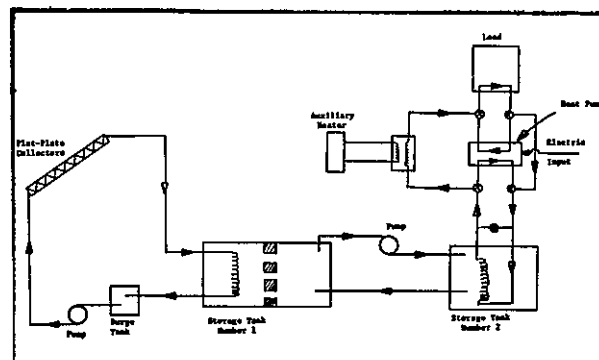 Load
Heat Pump
Auxiliary
Heater
Electric
Input
Flat-Plate
Collectors
Pump
Storage Tank
Number 1
Storage Tank
Number 2
Surge
Tank
Pump